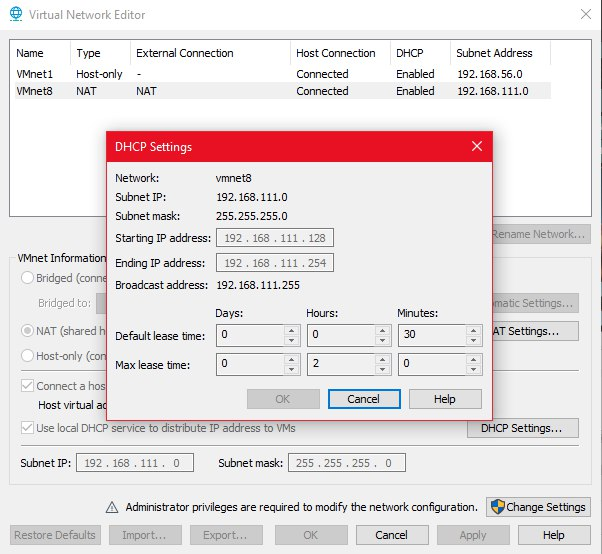 Virtual Network Editor
Name Type External Connection Host Connection DHCP Subnet Address
VMnet1 Host-only - Connected Enabled 192.168.56.0
VMnet8 NAT NAT Connected Enabled 192.168.111.0
DHCP Settings
Network: vmnet8
Subnet IP: 192.168.111.0
Subnet mask: 255.255.255.0
Starting IP address: 192 . 168 . 111 . 128
Ending IP address: 192 . 168 . 111 . 254
Broadcast address: 192.168.111.255
Days: Hours: Minutes:
Default lease time: 0 0 30
Max lease time: 0 2 0
OK Cancel Help
Rename Network...
VMnet Information
Bridged (conne
Bridged to: matic Settings...
NAT (shared h AT Settings...
Host-only (con
Connect a hos
Host virtual ad
Use local DHCP service to distribute IP address to VMs DHCP Settings...
Subnet IP: 192 . 168 . 111 . 0 Subnet mask: 255 . 255 . 255 . 0
Administrator privileges are required to modify the network configuration. Change Settings
Restore Defaults Import... Export... OK Cancel Apply Help